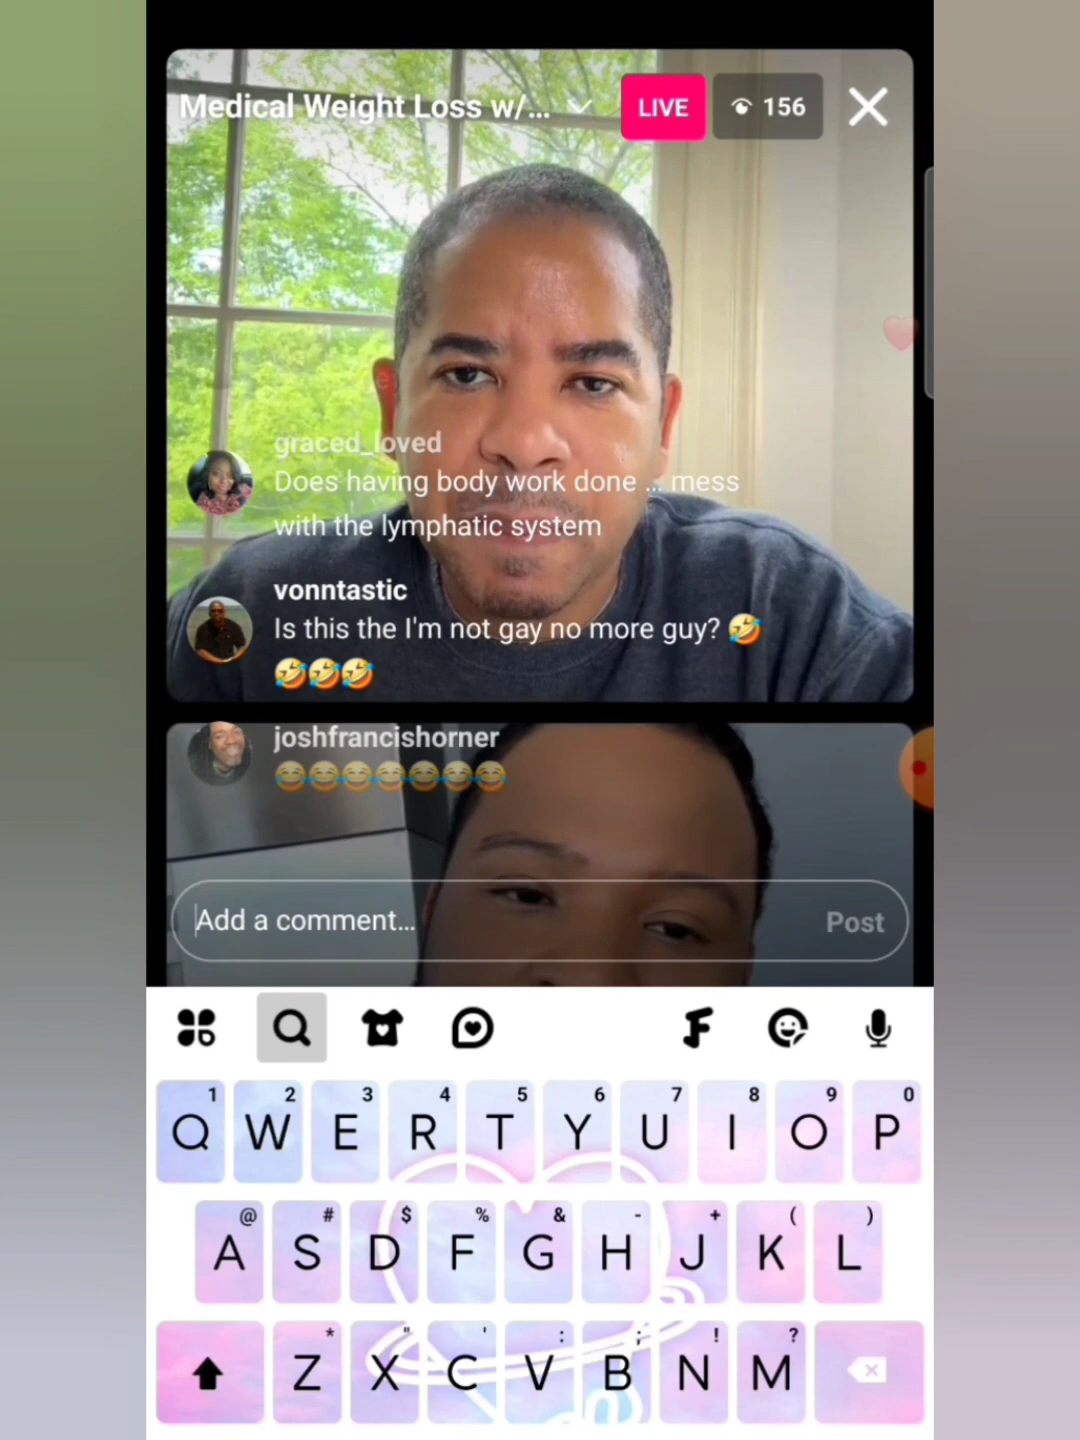 Medical Weight Loss w/...
LIVE
156
graced_loved
Does having body work done ... mess
with the lymphatic system
vonntastic
Is this the I'm not gay no more guy? 🤣
🤣🤣🤣
joshfrancishorner
😂😂😂😂😂😂😂
Add a comment...
Post
1 2 3 4 5 6 7 8 9 0
Q W E R T Y U I O P
@ # $ % & - + ( )
A S D F G H J K L
* " ' : ; ! ?
Z X C V B N M